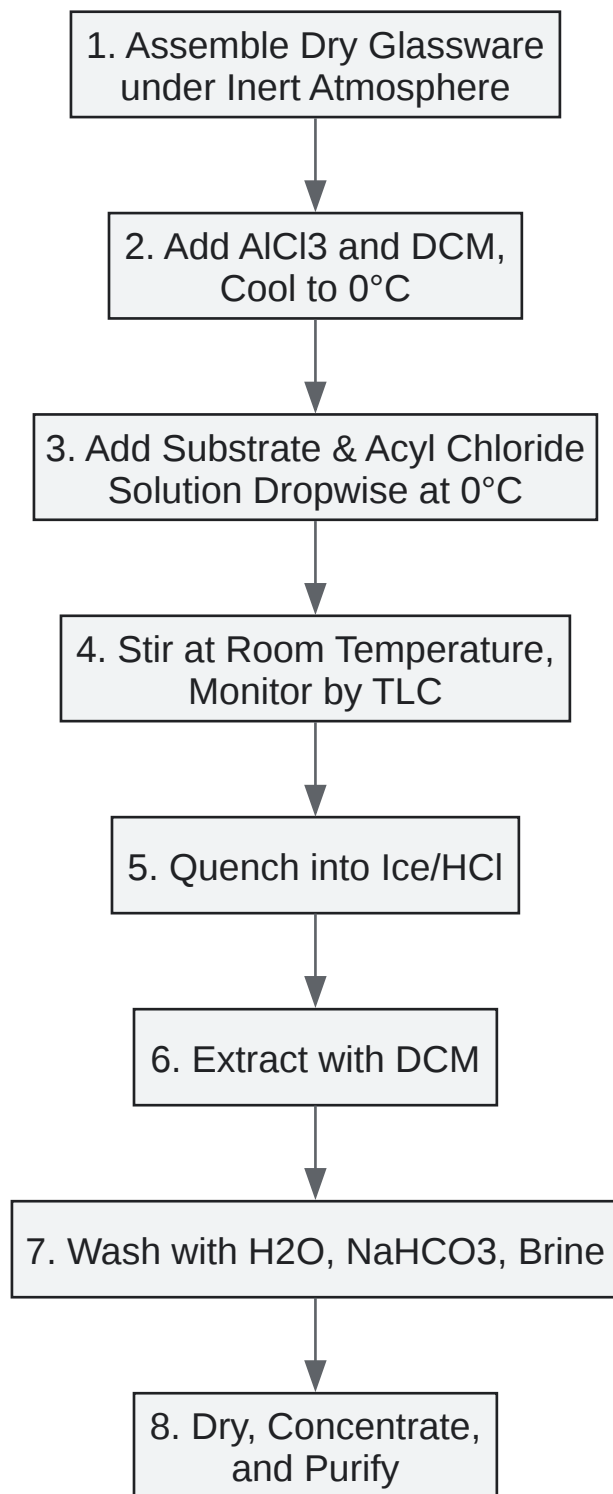 1. Assemble Dry Glassware
under Inert Atmosphere
2. Add AlCl3 and DCM,
Cool to 0°C
3. Add Substrate & Acyl Chloride
Solution Dropwise at 0°C
4. Stir at Room Temperature,
Monitor by TLC
5. Quench into Ice/HCl
6. Extract with DCM
7. Wash with H2O, NaHCO3, Brine
8. Dry, Concentrate,
and Purify